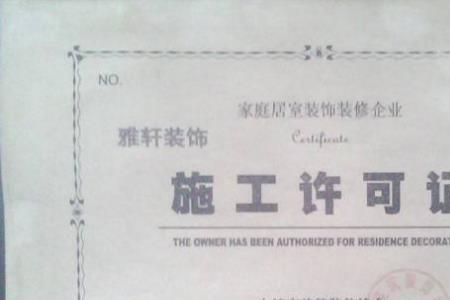 NO.
家庭居室装饰装修企业
雅轩装饰
Certificate
施工许可证
THE OWNER HAS BEEN AUTHORIZED FOR RESIDENCE DECORAT